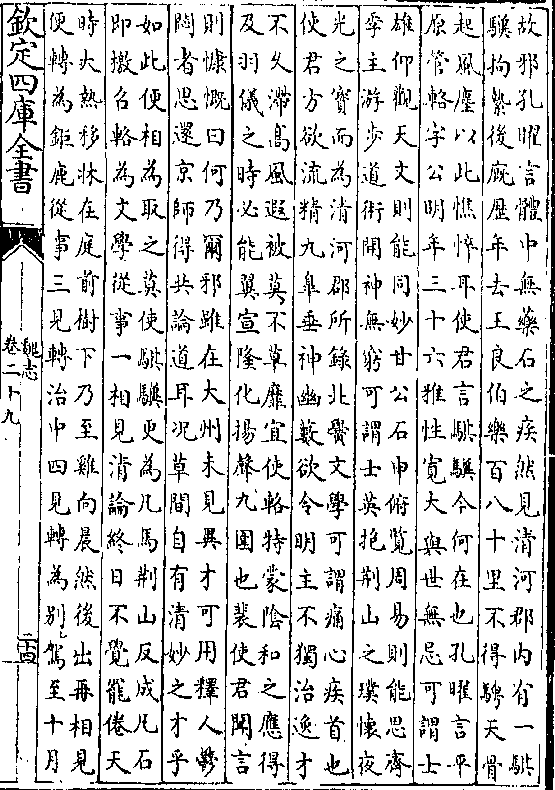 故邪孔曜言體中無藥石之疾然見清河郡内有一騏
驥拘縶後廐歴年去王良伯樂百八十里不得騁天骨
起風塵以此憔悴耳使君言騏驥今何在也孔曜言平
原管輅字公明年三十六雅性寛大與世無忌可謂士
雄仰觀天文則能同妙甘公石申俯覽周易則能思齊
季主游步道術開神無窮可謂士英抱荆山之璞懐夜
光之寳而為清河郡所錄北黌文學可謂痛心疾首也
使君方欲流精九臯垂神幽藪欲令明主不獨治逸才
不久滯髙風遐被莫不草靡宜使輅特䝉隂和之應得
及羽儀之時必能翼宣隆化揚聲九圍也裴使君聞言
則慷慨曰何乃爾邪雖在大州未見異才可用釋人鬱
悶者思還京師得共論道耳况草間自有清妙之才乎
如此便相為取之莫使騏驥更為凡馬荆山反成凡石
即檄召輅為文學從事一相見清論終日不覺罷倦天
時大熱移牀在庭前樹下乃至雞向晨然後出再相見
便轉為鉅鹿從事三見轉治中四見轉為别駕至十月
欽定四庫全書
魏志
卷二十九
二十四